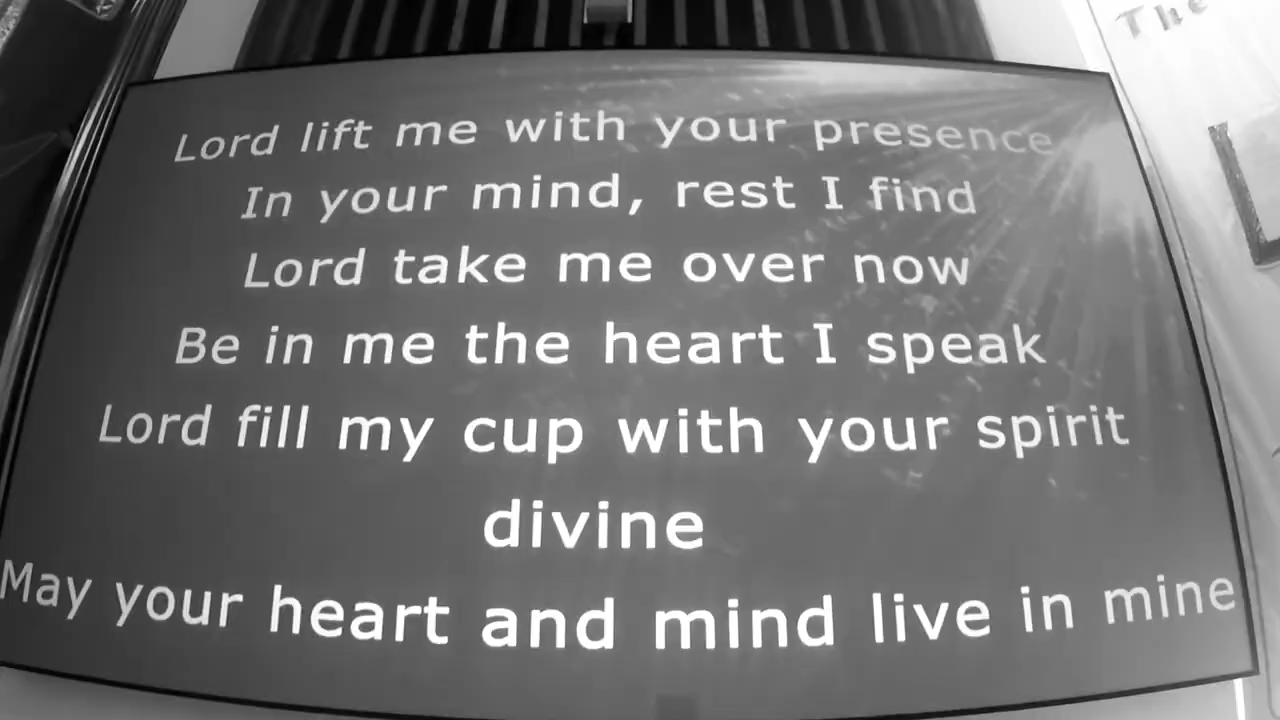 The
Lord lift me with your presence
In your mind, rest I find
Lord take me over now
Be in me the heart I speak
Lord fill my cup with your spirit
divine
May your heart and mind live in mine